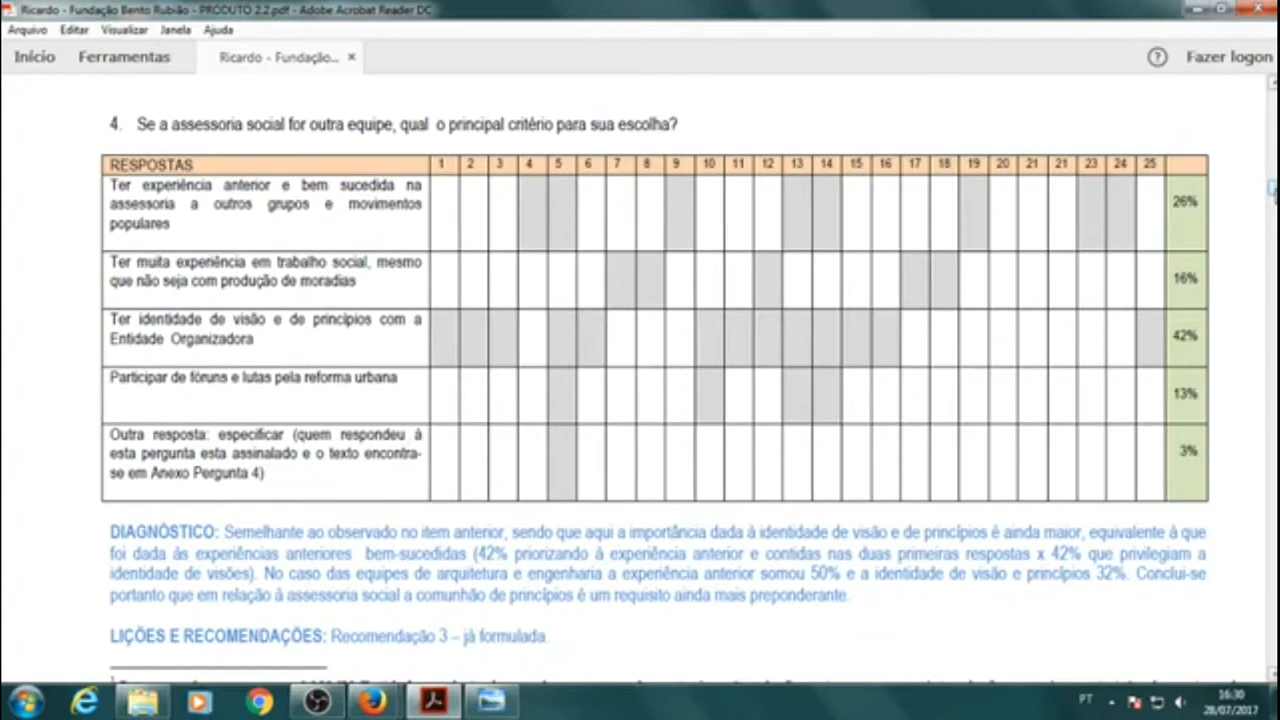 Ricardo - Fundação Bento Rubião - PRODUTO 2.2.pdf - Adobe Acrobat Reader DC
Arquivo Editar Visualizar Janela Ajuda
Início Ferramentas Ricardo - Fundação... × ? Fazer logon
4. Se a assessoria social for outra equipe, qual o principal critério para sua escolha?
RESPOSTAS 1 2 3 4 5 6 7 8 9 10 11 12 13 14 15 16 17 18 19 20 21 21 23 24 25
Ter experiência anterior e bem sucedida na
assessoria a outros grupos e movimentos
populares
26%
Ter muita experiência em trabalho social, mesmo
que não seja com produção de moradias
16%
Ter identidade de visão e de princípios com a
Entidade Organizadora
42%
Participar de fóruns e lutas pela reforma urbana
13%
Outra resposta: especificar (quem respondeu à
esta pergunta esta assinalado e o texto encontra-
se em Anexo Pergunta 4)
3%
DIAGNÓSTICO: Semelhante ao observado no item anterior, sendo que aqui a importância dada à identidade de visão e de princípios é ainda maior, equivalente à que
foi dada às experiências anteriores bem-sucedidas (42% priorizando à experiência anterior e contidas nas duas primeiras respostas x 42% que privilegiam a
identidade de visões). No caso das equipes de arquitetura e engenharia a experiência anterior somou 50% e a identidade de visão e princípios 32%. Conclui-se
portanto que em relação à assessoria social a comunhão de princípios é um requisito ainda mais preponderante.
LIÇÕES E RECOMENDAÇÕES: Recomendação 3 – já formulada
PT 16:30
28/07/2017